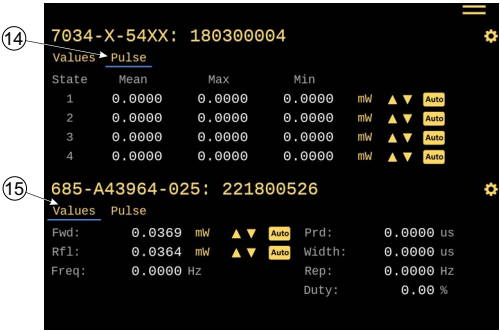 14
7034-X-54XX: 180300004
Values Pulse
State Mean Max Min
1 0.0000 0.0000 0.0000 mW Auto
2 0.0000 0.0000 0.0000 mW Auto
3 0.0000 0.0000 0.0000 mW Auto
4 0.0000 0.0000 0.0000 mW Auto
15
685-A43964-025: 221800526
Values Pulse
Fwd: 0.0369 mW Auto Prd: 0.0000 us
Rfl: 0.0364 mW Auto Width: 0.0000 us
Freq: 0.0000 Hz Rep: 0.0000 Hz
Duty: 0.00 %